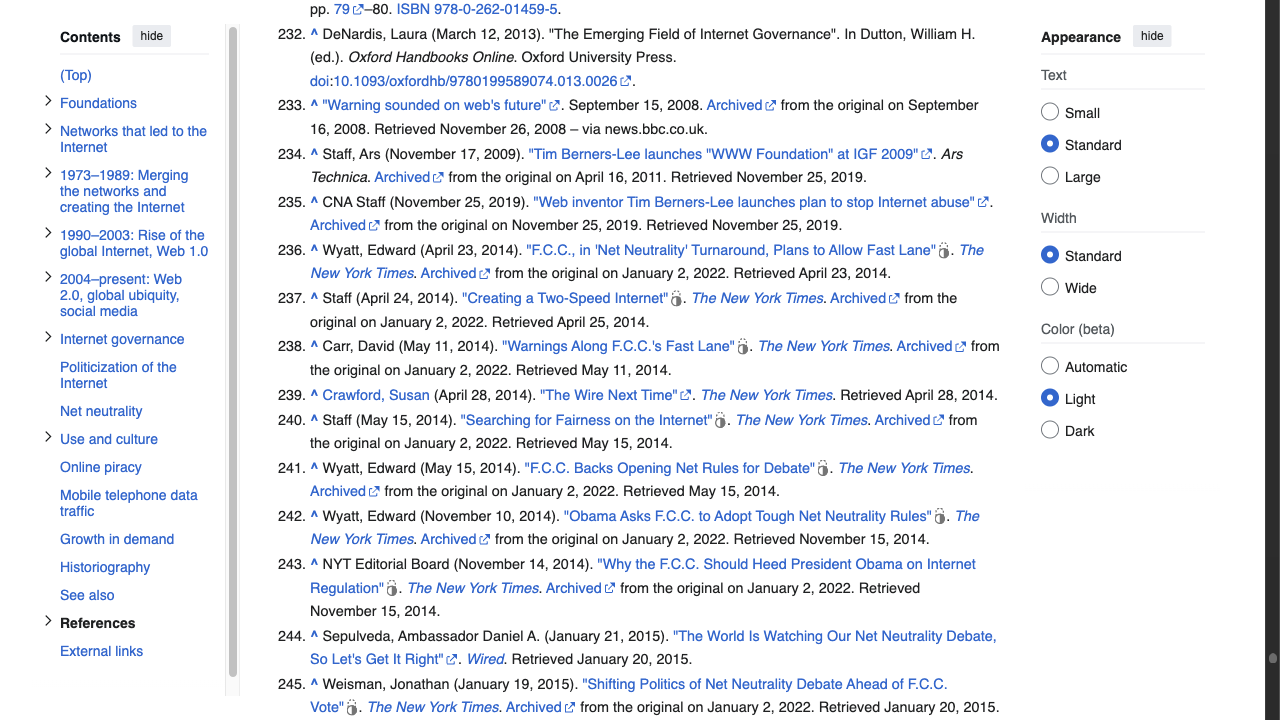 Contents hide
(Top)
Foundations
Networks that led to the
Internet
1973–1989: Merging
the networks and
creating the Internet
1990–2003: Rise of the
global Internet, Web 1.0
2004–present: Web
2.0, global ubiquity,
social media
Internet governance
Politicization of the
Internet
Net neutrality
Use and culture
Online piracy
Mobile telephone data
traffic
Growth in demand
Historiography
See also
References
External links
pp. 79–80. ISBN 978-0-262-01459-5.
232. ^ DeNardis, Laura (March 12, 2013). "The Emerging Field of Internet Governance". In Dutton, William H.
(ed.). Oxford Handbooks Online. Oxford University Press.
doi:10.1093/oxfordhb/9780199589074.013.0026.
233. ^ "Warning sounded on web's future". September 15, 2008. Archived from the original on September
16, 2008. Retrieved November 26, 2008 – via news.bbc.co.uk.
234. ^ Staff, Ars (November 17, 2009). "Tim Berners-Lee launches "WWW Foundation" at IGF 2009". Ars
Technica. Archived from the original on April 16, 2011. Retrieved November 25, 2019.
235. ^ CNA Staff (November 25, 2019). "Web inventor Tim Berners-Lee launches plan to stop Internet abuse".
Archived from the original on November 25, 2019. Retrieved November 25, 2019.
236. ^ Wyatt, Edward (April 23, 2014). "F.C.C., in 'Net Neutrality' Turnaround, Plans to Allow Fast Lane". The
New York Times. Archived from the original on January 2, 2022. Retrieved April 23, 2014.
237. ^ Staff (April 24, 2014). "Creating a Two-Speed Internet". The New York Times. Archived from the
original on January 2, 2022. Retrieved April 25, 2014.
238. ^ Carr, David (May 11, 2014). "Warnings Along F.C.C.'s Fast Lane". The New York Times. Archived from
the original on January 2, 2022. Retrieved May 11, 2014.
239. ^ Crawford, Susan (April 28, 2014). "The Wire Next Time". The New York Times. Retrieved April 28, 2014.
240. ^ Staff (May 15, 2014). "Searching for Fairness on the Internet". The New York Times. Archived from
the original on January 2, 2022. Retrieved May 15, 2014.
241. ^ Wyatt, Edward (May 15, 2014). "F.C.C. Backs Opening Net Rules for Debate". The New York Times.
Archived from the original on January 2, 2022. Retrieved May 15, 2014.
242. ^ Wyatt, Edward (November 10, 2014). "Obama Asks F.C.C. to Adopt Tough Net Neutrality Rules". The
New York Times. Archived from the original on January 2, 2022. Retrieved November 15, 2014.
243. ^ NYT Editorial Board (November 14, 2014). "Why the F.C.C. Should Heed President Obama on Internet
Regulation". The New York Times. Archived from the original on January 2, 2022. Retrieved
November 15, 2014.
244. ^ Sepulveda, Ambassador Daniel A. (January 21, 2015). "The World Is Watching Our Net Neutrality Debate,
So Let's Get It Right". Wired. Retrieved January 20, 2015.
245. ^ Weisman, Jonathan (January 19, 2015). "Shifting Politics of Net Neutrality Debate Ahead of F.C.C.
Vote". The New York Times. Archived from the original on January 2, 2022. Retrieved January 20, 2015.
Appearance hide
Text
Small
Standard
Large
Width
Standard
Wide
Color (beta)
Automatic
Light
Dark